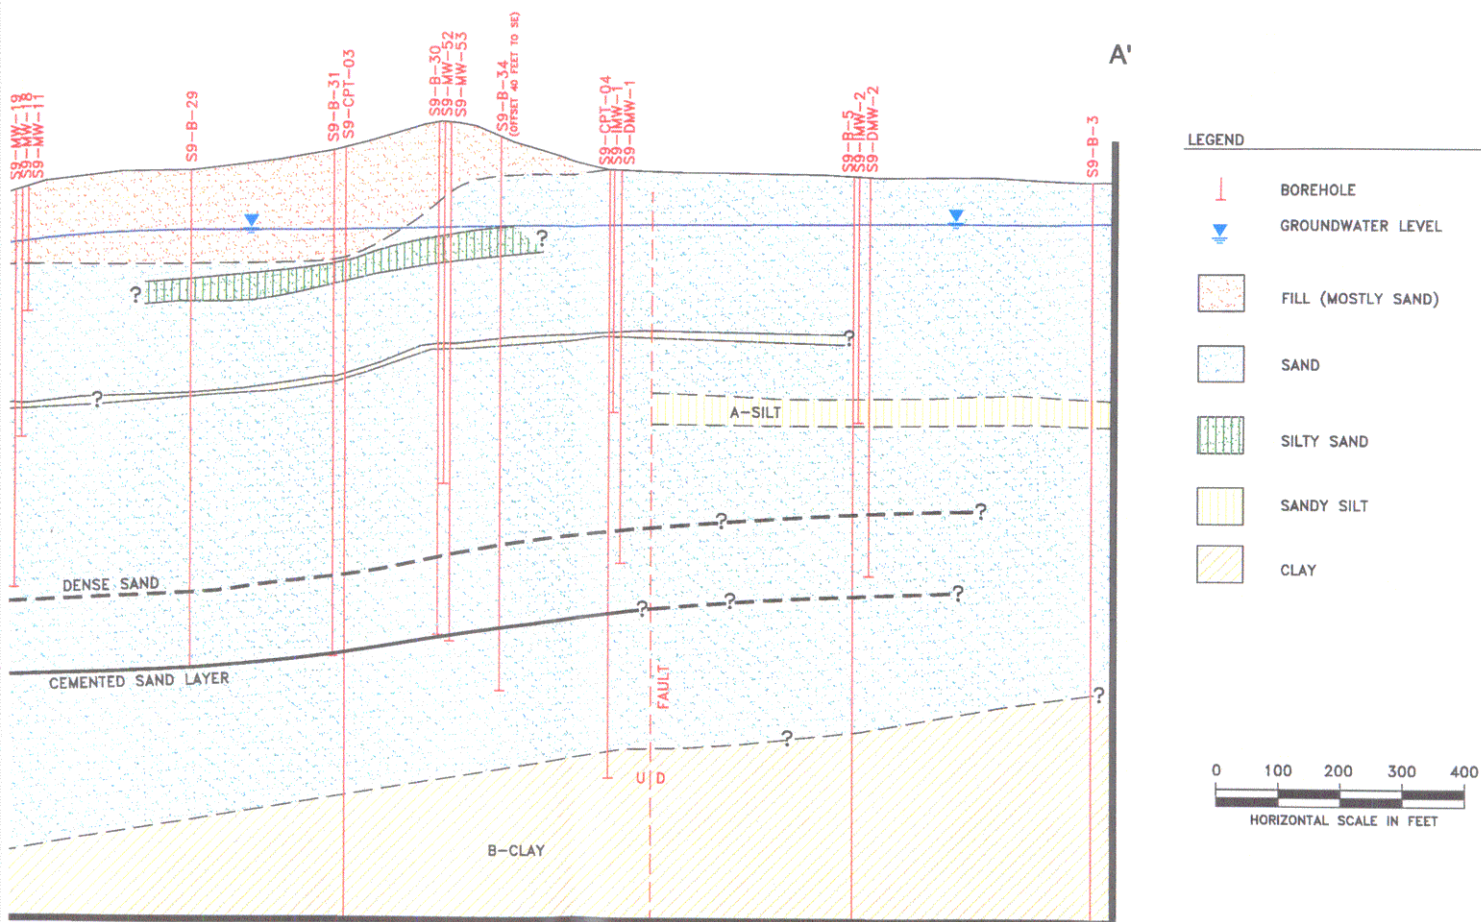 A'
S9-MW-19
S9-MW-18
S9-MW-11
S9-B-29
S9-B-31
S9-CPT-03
S9-B-30
S9-MW-52
S9-MW-53
S9-B-34
(OFFSET 40 FEET TO SE)
S9-CPT-04
S9-IMW-1
S9-DMW-1
S9-B-5
S9-IMW-2
S9-DMW-2
S9-B-3
?
?
?
?
A-SILT
?
?
DENSE SAND
?
?
?
CEMENTED SAND LAYER
FAULT
?
?
U D
B-CLAY
LEGEND
BOREHOLE
GROUNDWATER LEVEL
FILL (MOSTLY SAND)
SAND
SILTY SAND
SANDY SILT
CLAY
0 100 200 300 400
HORIZONTAL SCALE IN FEET